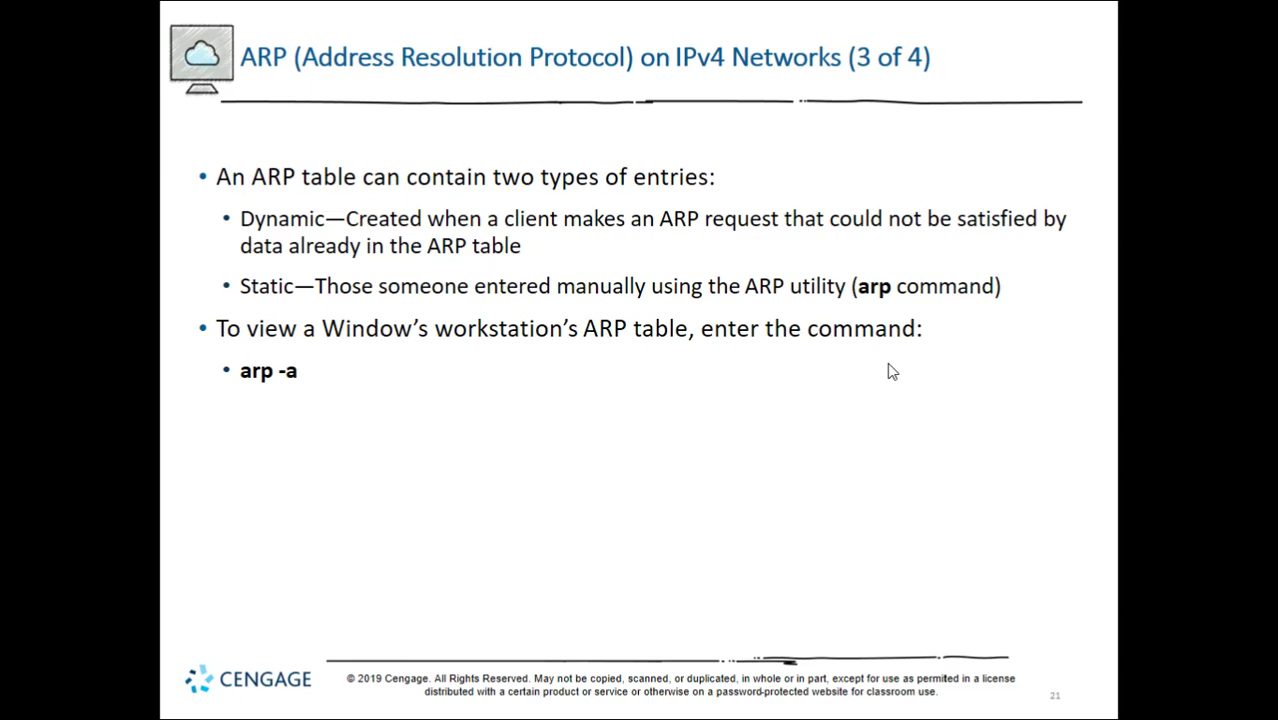 ARP (Address Resolution Protocol) on IPv4 Networks (3 of 4)
• An ARP table can contain two types of entries:
• Dynamic—Created when a client makes an ARP request that could not be satisfied by
data already in the ARP table
• Static—Those someone entered manually using the ARP utility (arp command)
• To view a Window's workstation's ARP table, enter the command:
• arp -a
CENGAGE
© 2019 Cengage. All Rights Reserved. May not be copied, scanned, or duplicated, in whole or in part, except for use as permitted in a license
distributed with a certain product or service or otherwise on a password-protected website for classroom use.
21